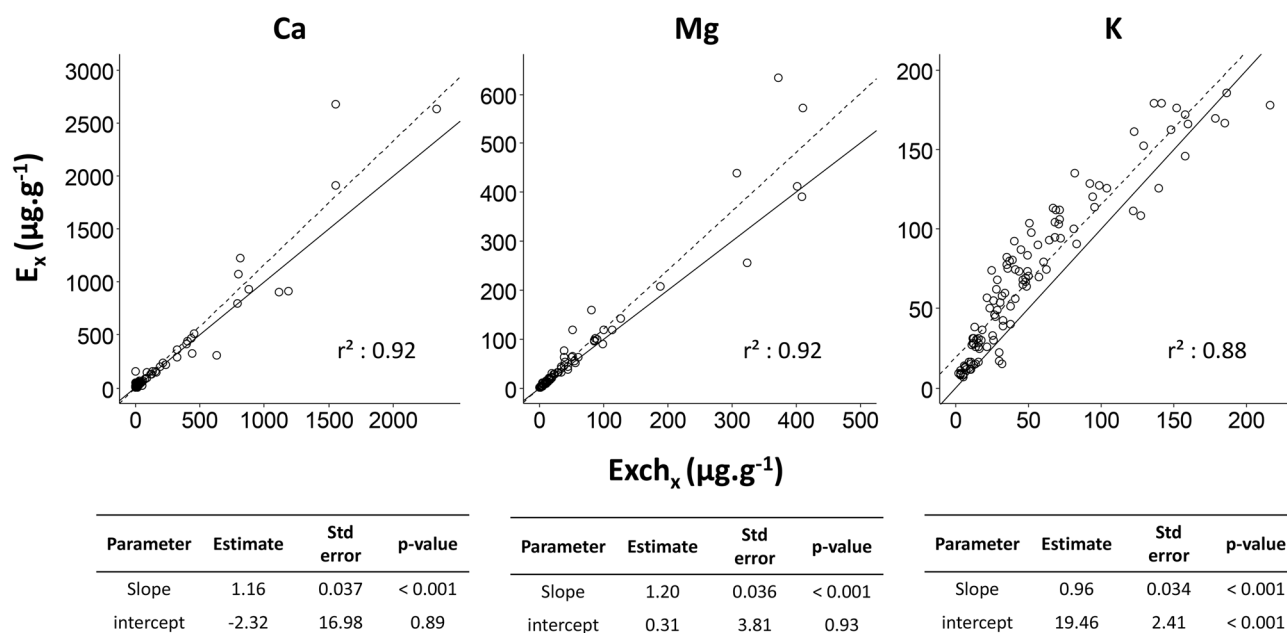 Ca
Mg
K
3000
2500
2000
1500
1000
500
0
0 500 1000 1500 2000
r² : 0.92
600
500
400
300
200
100
0
0 100 200 300 400 500
r² : 0.92
200
150
100
50
0
0 50 100 150 200
r² : 0.88
Eₓ (µg.g⁻¹)
Exchₓ (µg.g⁻¹)
Parameter Estimate Std error p-value
Slope 1.16 0.037 < 0.001
intercept -2.32 16.98 0.89
Parameter Estimate Std error p-value
Slope 1.20 0.036 < 0.001
intercept 0.31 3.81 0.93
Parameter Estimate Std error p-value
Slope 0.96 0.034 < 0.001
intercept 19.46 2.41 < 0.001